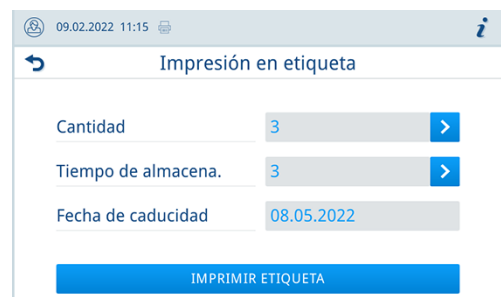 09.02.2022 11:15
i
Impresión en etiqueta
Cantidad 3
Tiempo de almacena. 3
Fecha de caducidad 08.05.2022
IMPRIMIR ETIQUETA